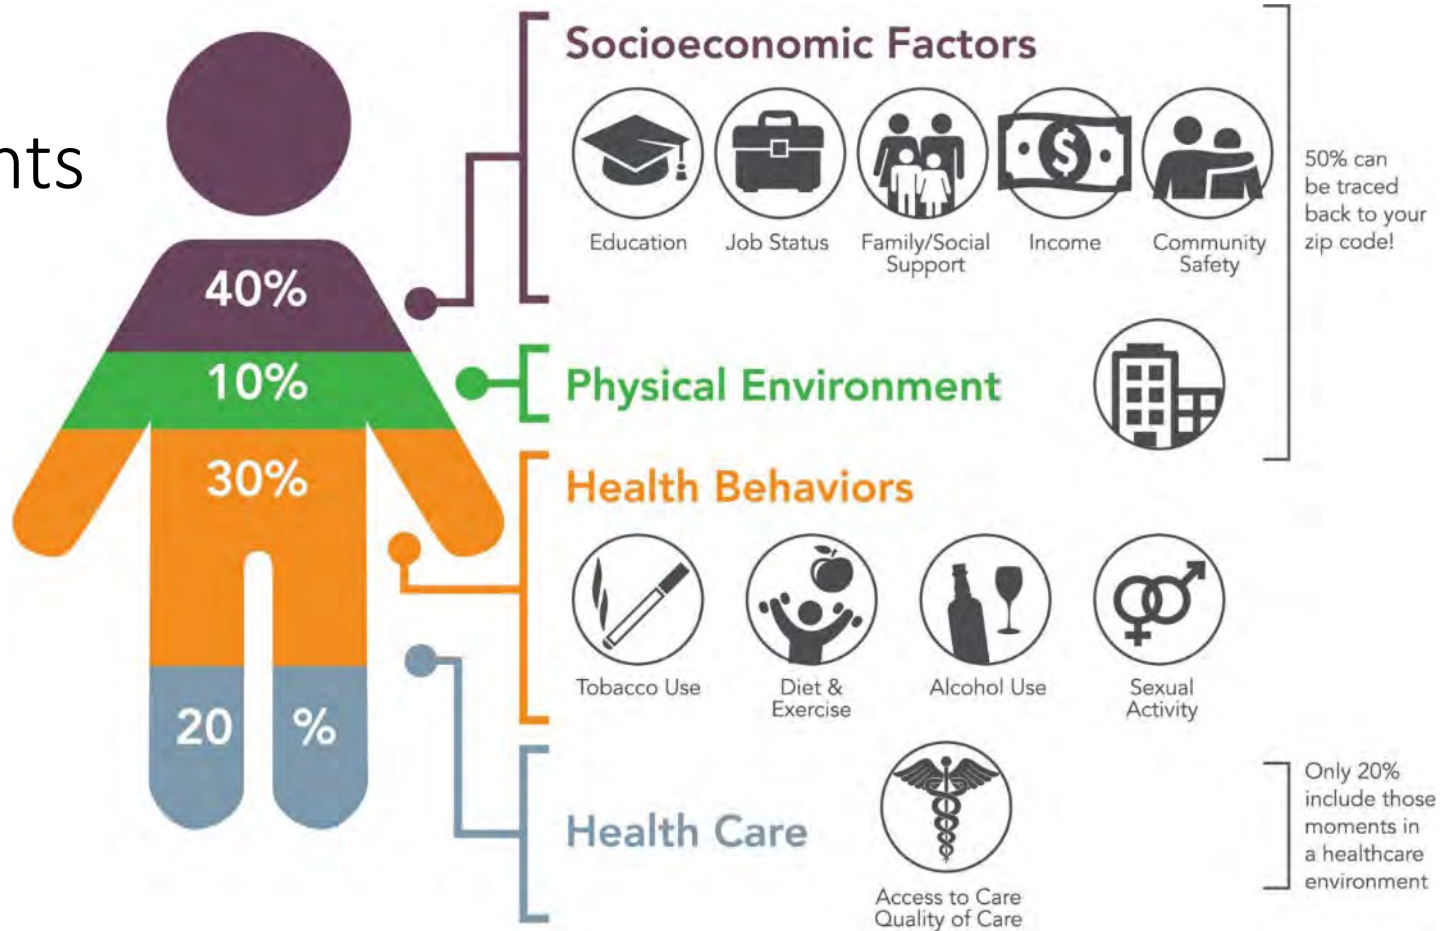 nts
Socioeconomic Factors
Education
Job Status
Family/Social
Support
Income
$
Community
Safety
50% can
be traced
back to your
zip code!
40%
10%
Physical Environment
30%
Health Behaviors
Tobacco Use
Diet &
Exercise
Alcohol Use
Sexual
Activity
20 %
Health Care
Access to Care
Quality of Care
Only 20%
include those
moments in
a healthcare
environment